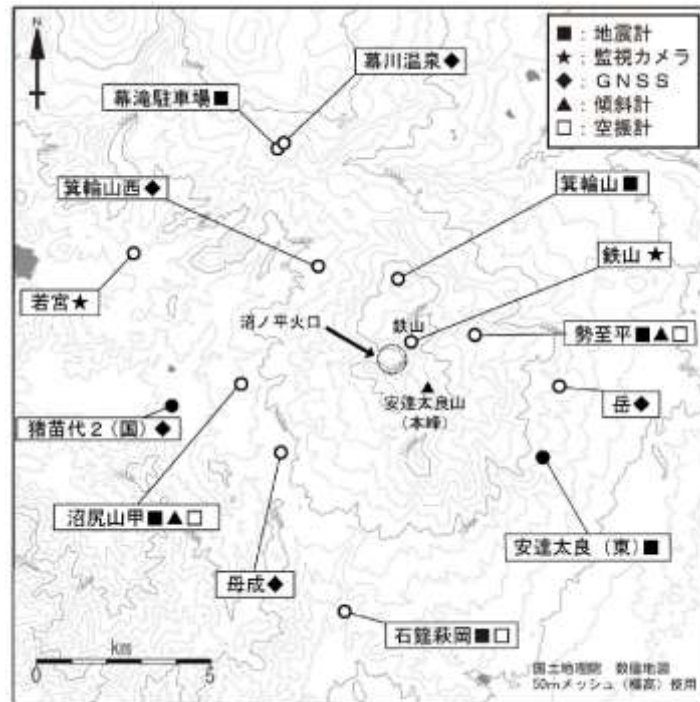 N
■：地震計
★：監視カメラ
◆：ＧＮＳＳ
▲：傾斜計
□：空振計
幕川温泉◆
幕滝駐車場■
箕輪山西◆
箕輪山■
鉄山★
若宮★
沼ノ平火口
鉄山
勢至平■▲□
安達太良山
（本峰）
岳◆
猪苗代２（国）◆
沼尻山甲■▲□
安達太良（東）■
母成◆
石筵萩岡■□
km
0 5
国土地理院 数値地図
50mメッシュ（標高）使用